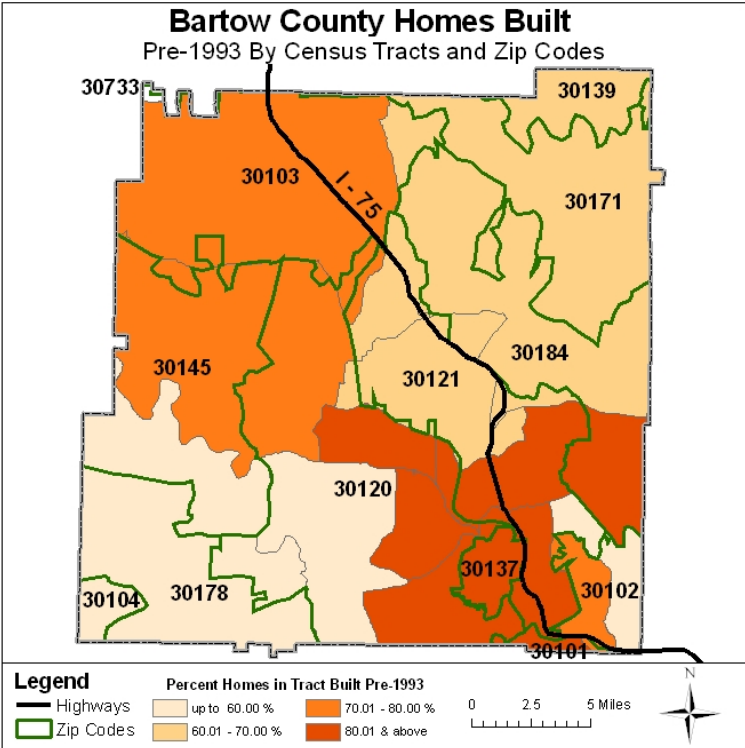 Bartow County Homes Built
Pre-1993 By Census Tracts and Zip Codes
30733
30139
30103
I - 75
30171
30145
30184
30121
30120
30137
30104
30178
30102
30101
Legend
Highways
Zip Codes
Percent Homes in Tract Built Pre-1993
up to 60.00 %
70.01 - 80.00 %
60.01 - 70.00 %
80.01 & above
0 2.5 5 Miles
N